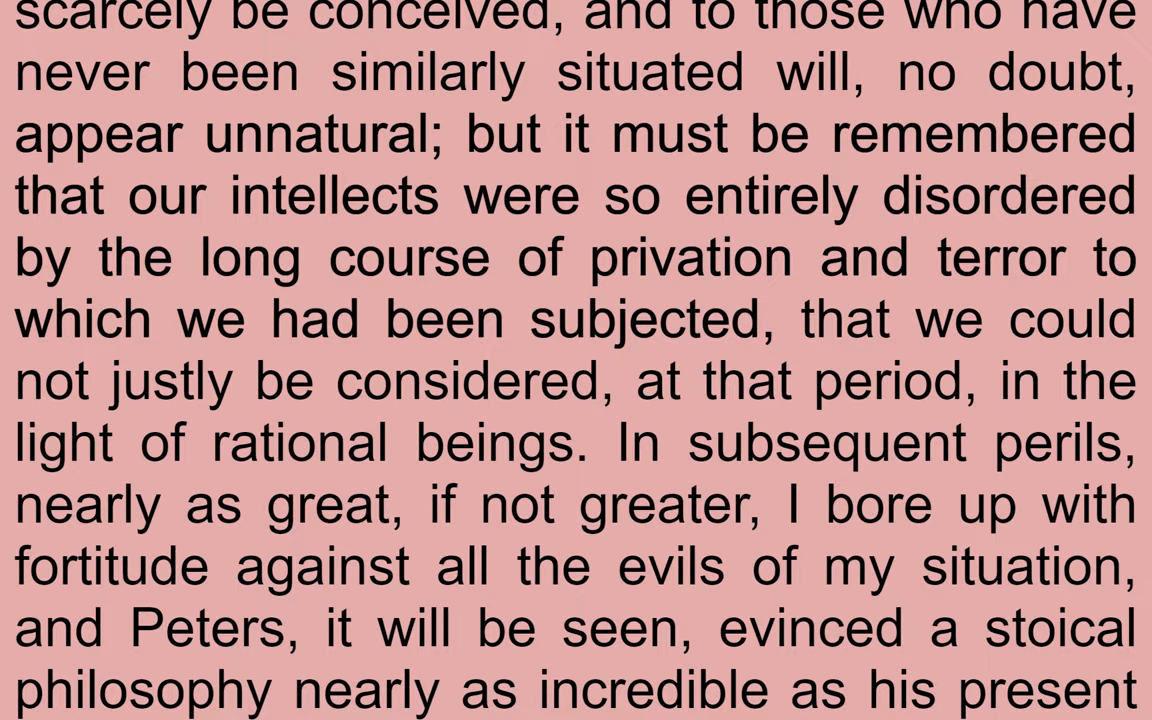 scarcely be conceived, and to those who have
never been similarly situated will, no doubt,
appear unnatural; but it must be remembered
that our intellects were so entirely disordered
by the long course of privation and terror to
which we had been subjected, that we could
not justly be considered, at that period, in the
light of rational beings. In subsequent perils,
nearly as great, if not greater, I bore up with
fortitude against all the evils of my situation,
and Peters, it will be seen, evinced a stoical
philosophy nearly as incredible as his present